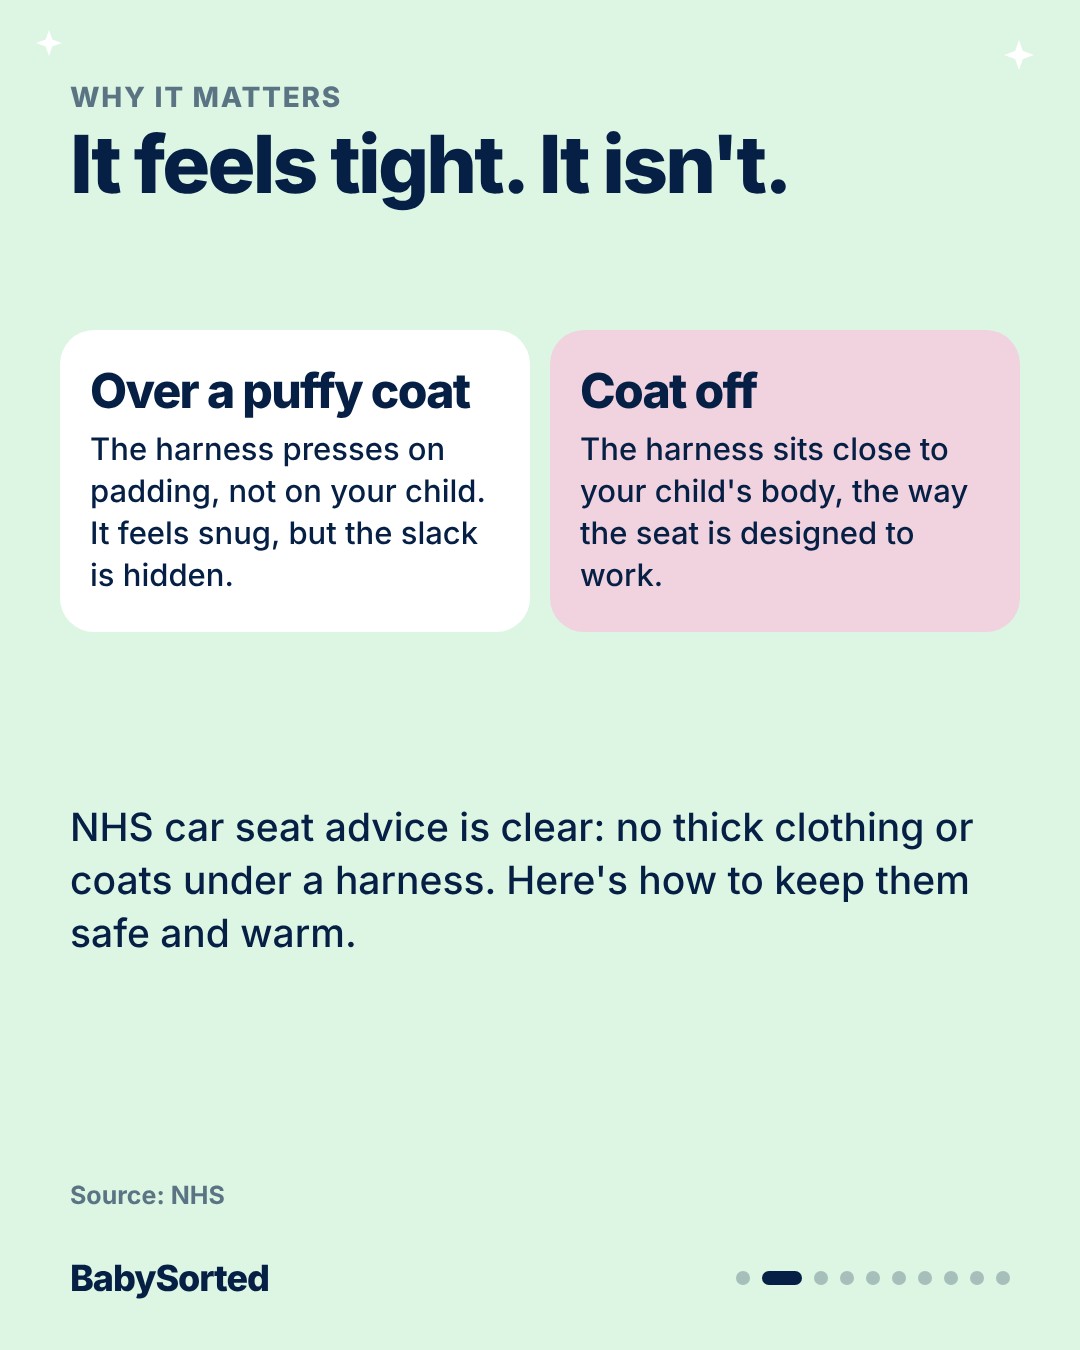 WHY IT MATTERS
It feels tight. It isn't.
Over a puffy coat
The harness presses on
padding, not on your child.
It feels snug, but the slack
is hidden.
Coat off
The harness sits close to
your child's body, the way
the seat is designed to
work.
NHS car seat advice is clear: no thick clothing or
coats under a harness. Here's how to keep them
safe and warm.
Source: NHS
BabySorted